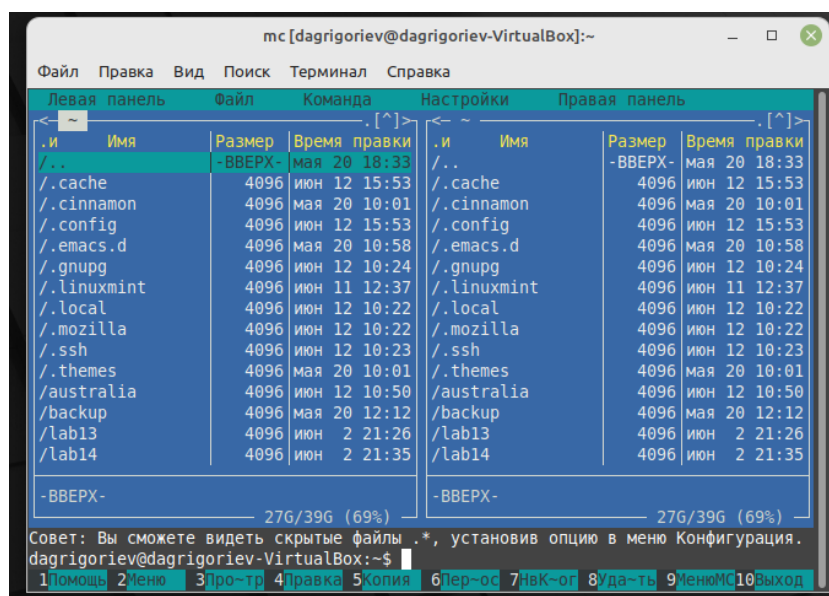 mc [dagrigoriev@dagrigoriev-VirtualBox]:~
Файл Правка Вид Поиск Терминал Справка
Левая панель Файл Команда Настройки Правая панель
<— ~ .[^]> <— ~ .[^]>
.и Имя Размер Время правки .и Имя Размер Время правки
/.. -ВВЕРХ- мая 20 18:33 /.. -ВВЕРХ- мая 20 18:33
/.cache 4096 июн 12 15:53 /.cache 4096 июн 12 15:53
/.cinnamon 4096 мая 20 10:01 /.cinnamon 4096 мая 20 10:01
/.config 4096 июн 12 15:53 /.config 4096 июн 12 15:53
/.emacs.d 4096 мая 20 10:58 /.emacs.d 4096 мая 20 10:58
/.gnupg 4096 июн 12 10:24 /.gnupg 4096 июн 12 10:24
/.linuxmint 4096 июн 11 12:37 /.linuxmint 4096 июн 11 12:37
/.local 4096 июн 12 10:22 /.local 4096 июн 12 10:22
/.mozilla 4096 июн 12 10:22 /.mozilla 4096 июн 12 10:22
/.ssh 4096 июн 12 10:23 /.ssh 4096 июн 12 10:23
/.themes 4096 мая 20 10:01 /.themes 4096 мая 20 10:01
/australia 4096 июн 12 10:50 /australia 4096 июн 12 10:50
/backup 4096 мая 20 12:12 /backup 4096 мая 20 12:12
/lab13 4096 июн 2 21:26 /lab13 4096 июн 2 21:26
/lab14 4096 июн 2 21:35 /lab14 4096 июн 2 21:35
-ВВЕРХ- -ВВЕРХ-
27G/39G (69%) 27G/39G (69%)
Совет: Вы сможете видеть скрытые файлы .*, установив опцию в меню Конфигурация.
dagrigoriev@dagrigoriev-VirtualBox:~$
1Помощь 2Меню 3Про~тр 4Правка 5Копия 6Пер~ос 7НвК~ог 8Уда~ть 9МенюMC 10Выход